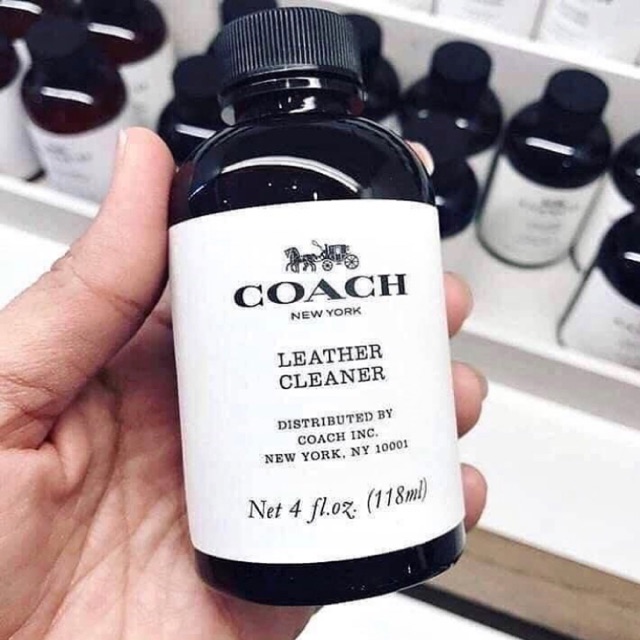 COACH
NEW YORK
LEATHER
CLEANER
DISTRIBUTED BY
COACH INC.
NEW YORK, NY 10001
Net 4 fl.oz. (118ml)